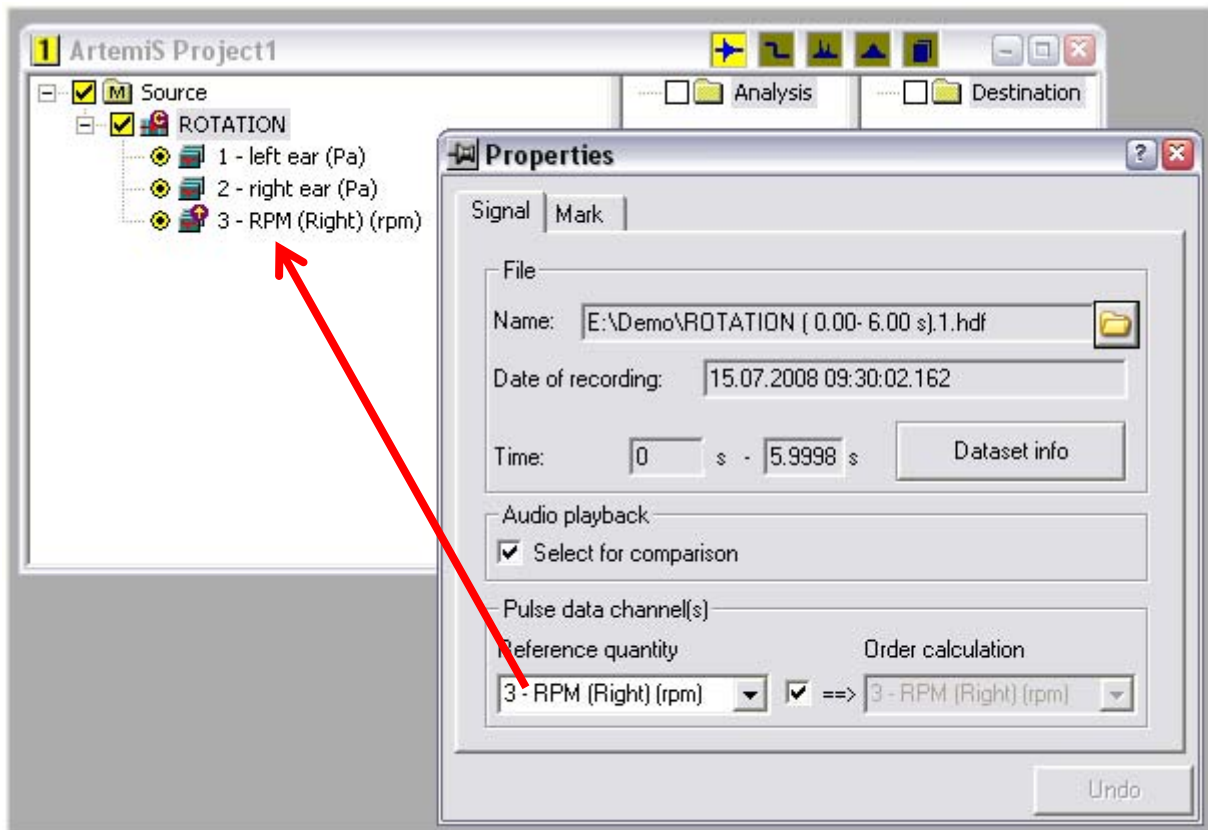 1 ArtemiS Project1
M Source
Analysis
Destination
ROTATION
1 - left ear (Pa)
2 - right ear (Pa)
3 - RPM (Right) (rpm)
Properties
?
Signal
Mark
File
Name: E:\Demo\ROTATION ( 0.00- 6.00 s).1.hdf
Date of recording: 15.07.2008 09:30:02.162
Time: 0 s - 5.9998 s
Dataset info
Audio playback
Select for comparison
Pulse data channel(s)
Reference quantity
Order calculation
3 - RPM (Right) (rpm) ==> 3 - RPM (Right) (rpm)
Undo